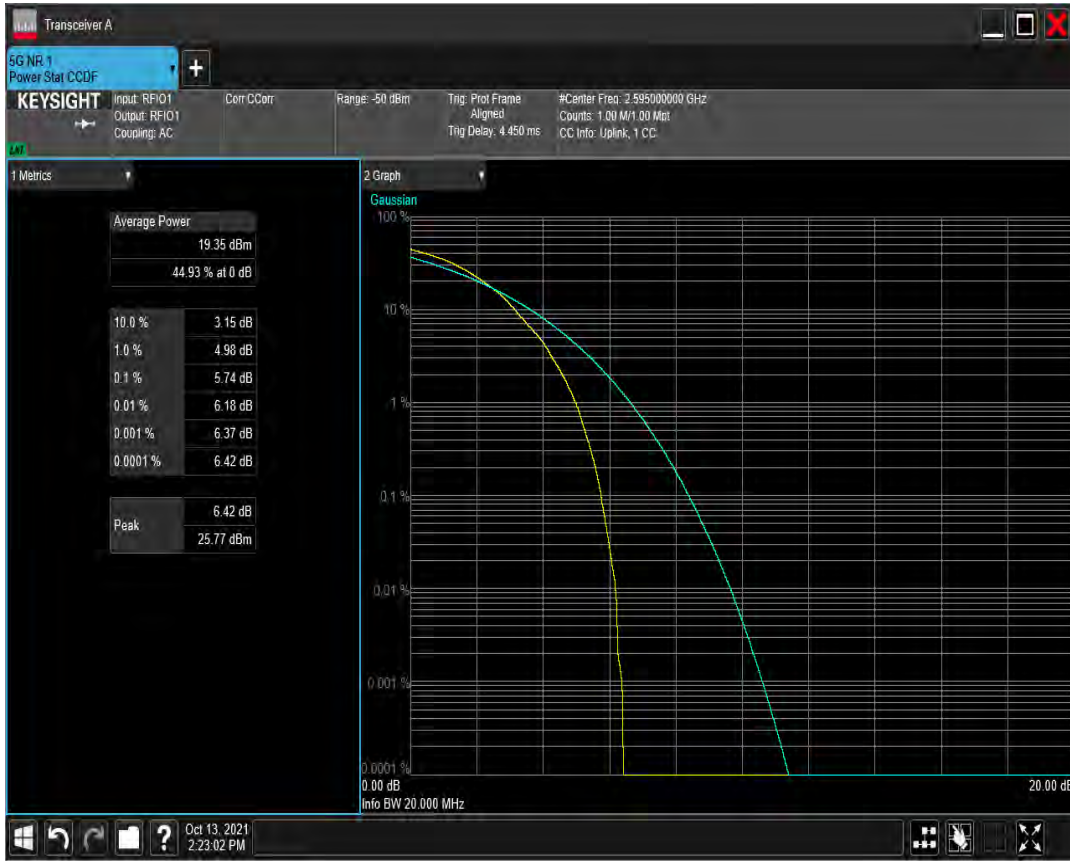 Transceiver A
5G NR 1
Power Stat CCDF
KEYSIGHT
Input: RFIO1
Output: RFIO1
Coupling: AC
Corr CCorr
Range: -50 dBm
Trig: Prot Frame
Aligned
Trig Delay: 4.450 ms
#Center Freq: 2.595000000 GHz
Counts: 1.00 M/1.00 Mpt
CC Info: Uplink, 1 CC
LXI
1 Metrics
Average Power
19.35 dBm
44.93 % at 0 dB
10.0 % 3.15 dB
1.0 % 4.98 dB
0.1 % 5.74 dB
0.01 % 6.18 dB
0.001 % 6.37 dB
0.0001 % 6.42 dB
Peak
6.42 dB
25.77 dBm
2 Graph
Gaussian
100 %
10 %
1 %
0.1 %
0.01 %
0.001 %
0.0001 %
0.00 dB
20.00 dB
Info BW 20.000 MHz
Oct 13, 2021
2:23:02 PM